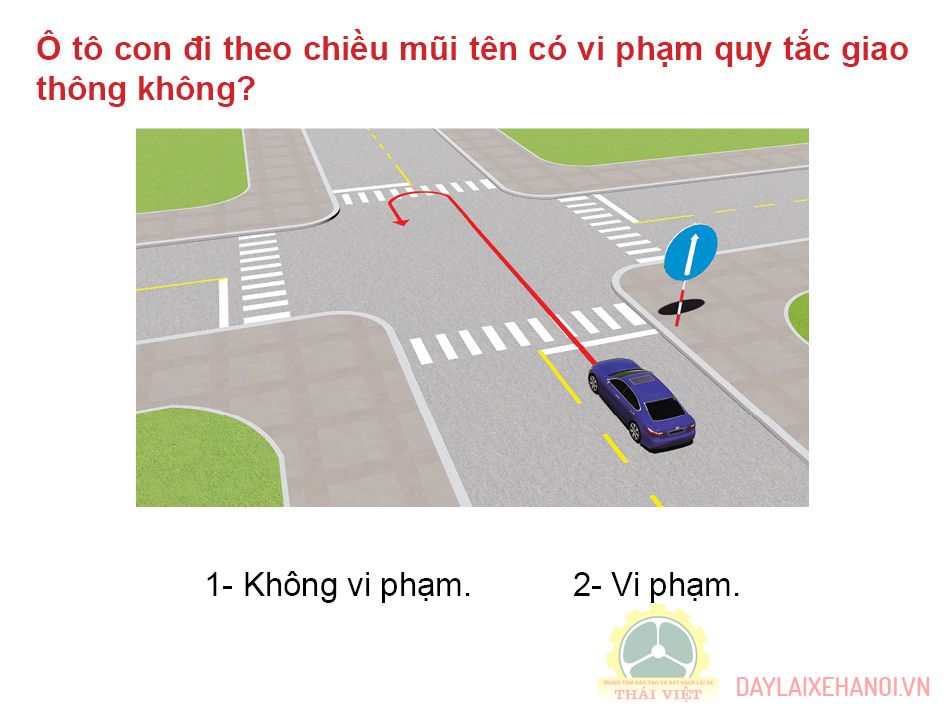 Ô tô con đi theo chiều mũi tên có vi phạm quy tắc giao
thông không?
1- Không vi phạm. 2- Vi phạm.
TRUNG TÂM ĐÀO TẠO VÀ SÁT HẠCH LÁI XE
THÁI VIỆT
DAYLAIXEHANOI.VN